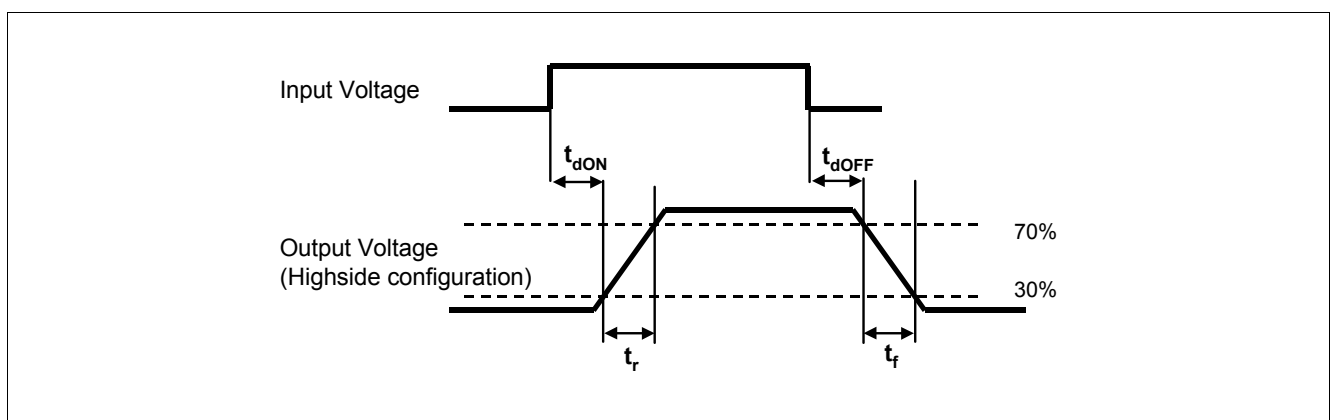 Input Voltage
tdON
tdOFF
Output Voltage
(Highside configuration)
70%
30%
tr
tf